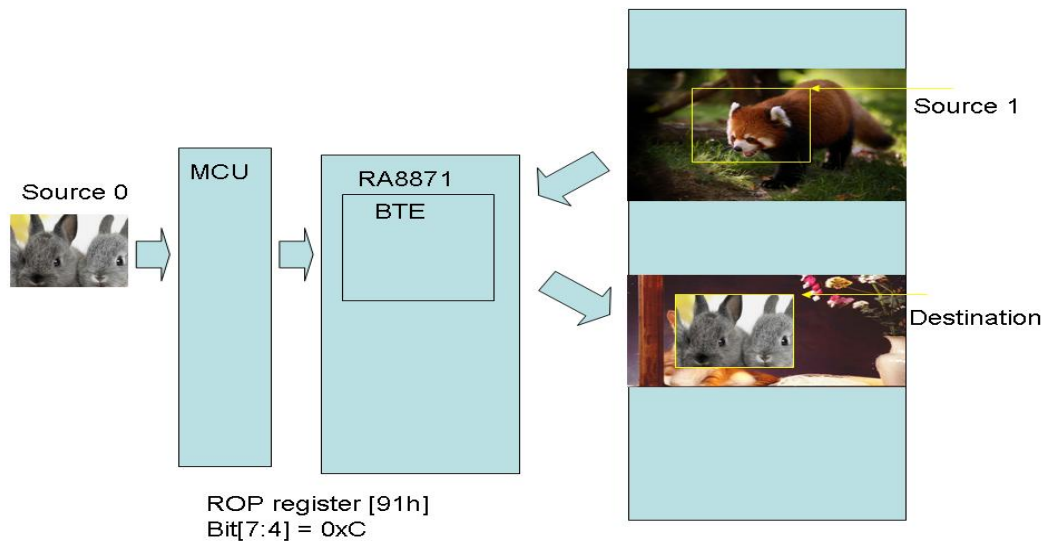 Source 0
MCU
RA8871
BTE
Source 1
Destination
ROP register [91h]
Bit[7:4] = 0xC